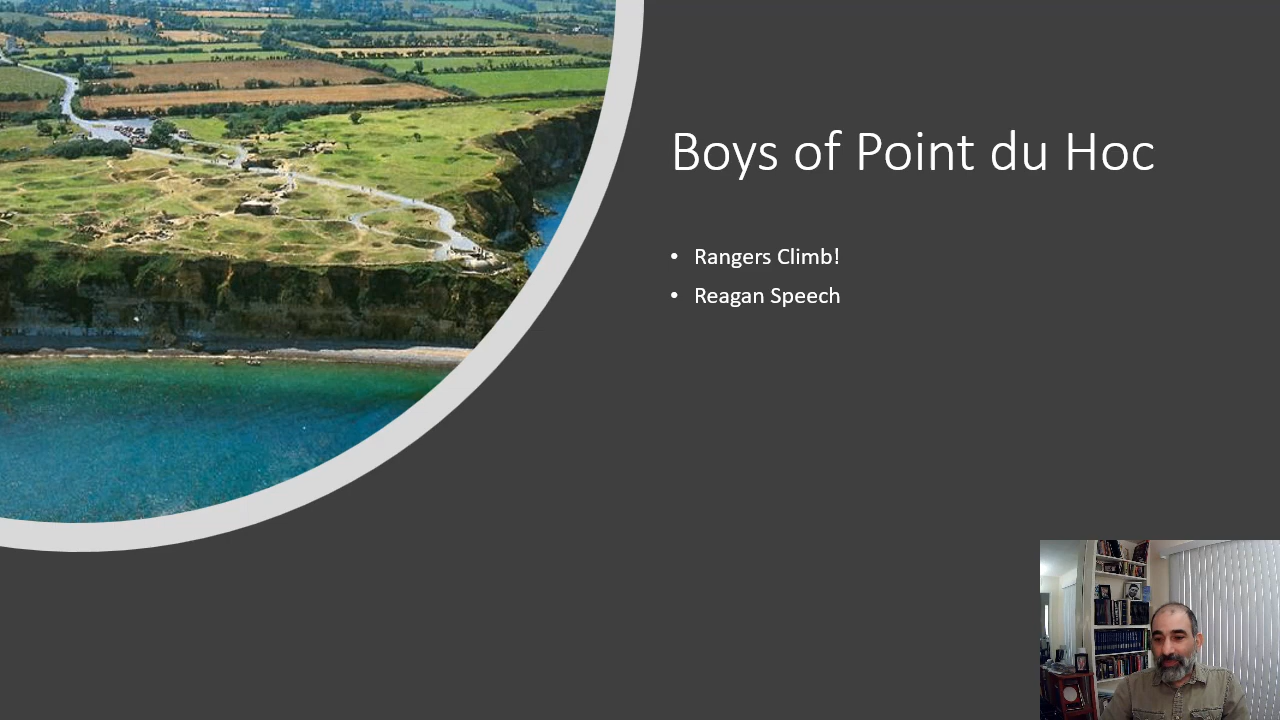 Boys of Point du Hoc
• Rangers Climb!
• Reagan Speech